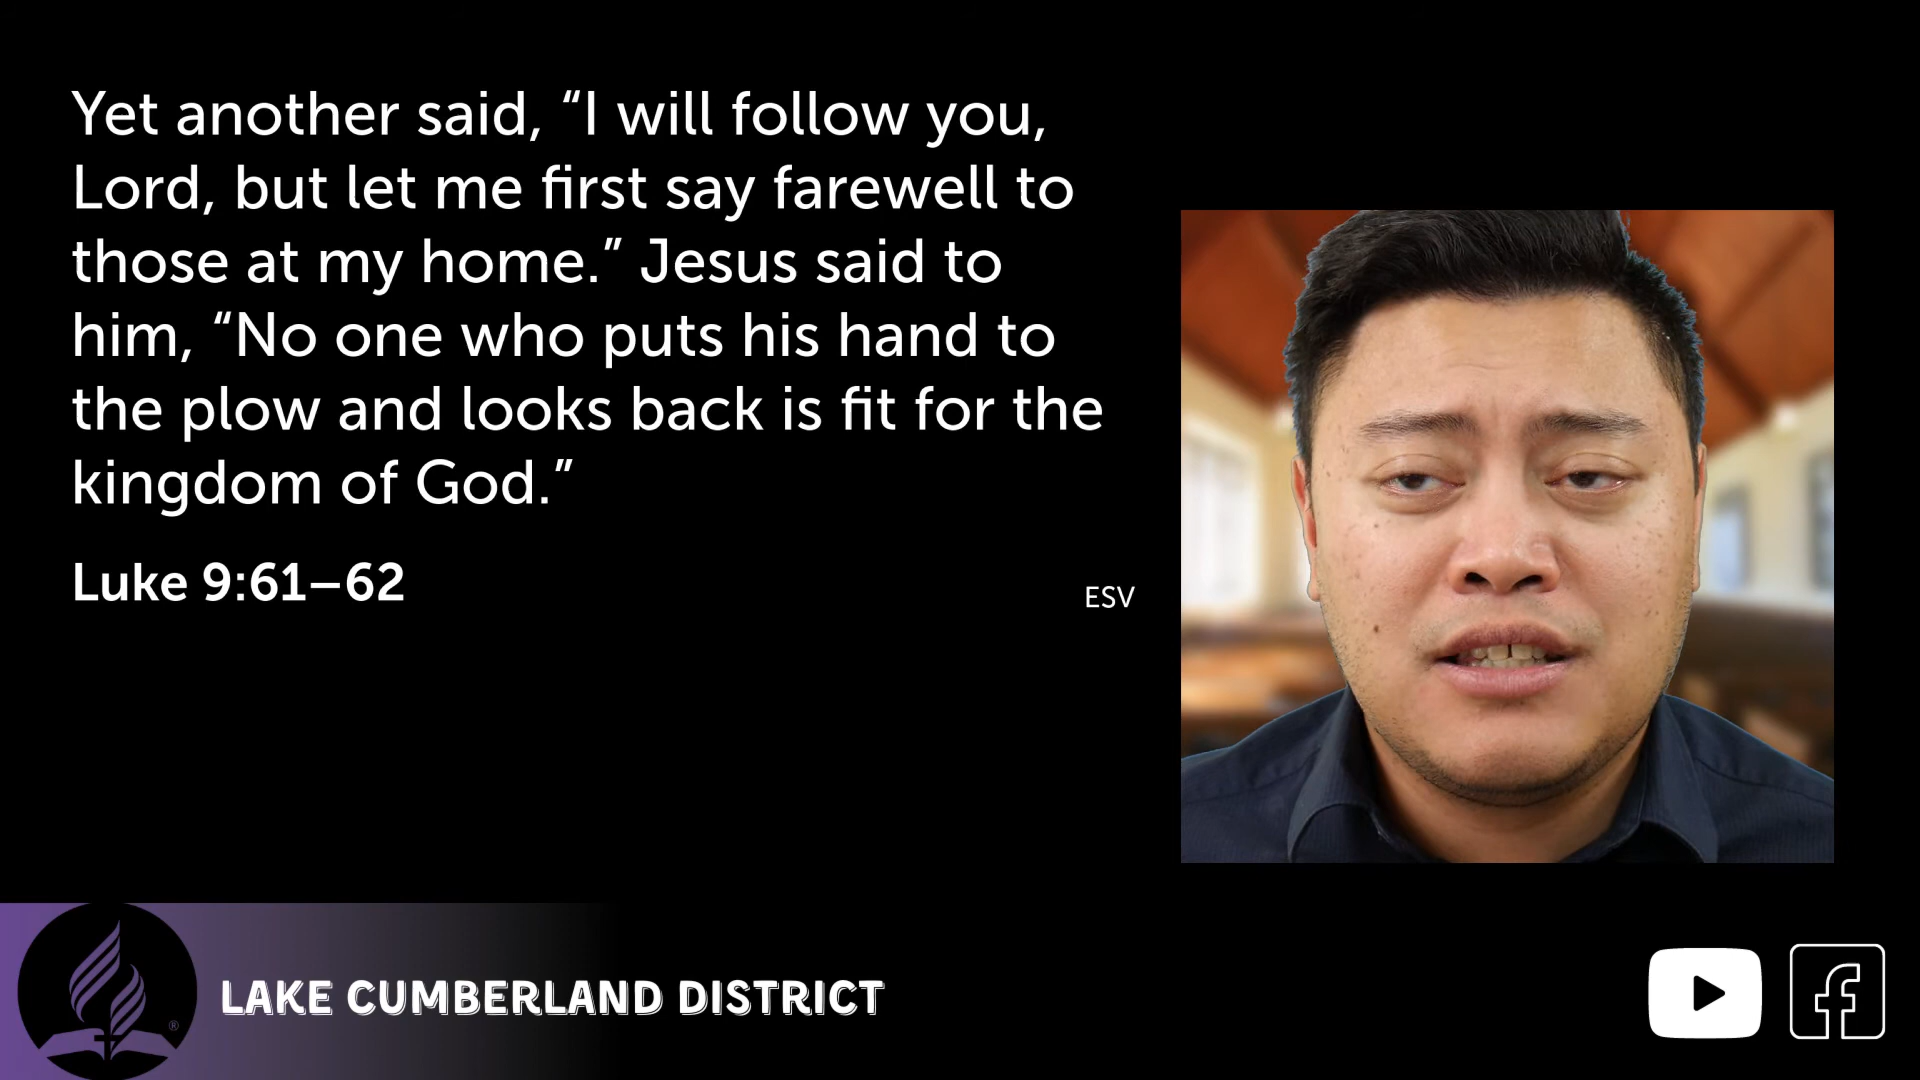 Yet another said, “I will follow you,
Lord, but let me first say farewell to
those at my home.” Jesus said to
him, “No one who puts his hand to
the plow and looks back is fit for the
kingdom of God.”
Luke 9:61–62
ESV
LAKE CUMBERLAND DISTRICT
®